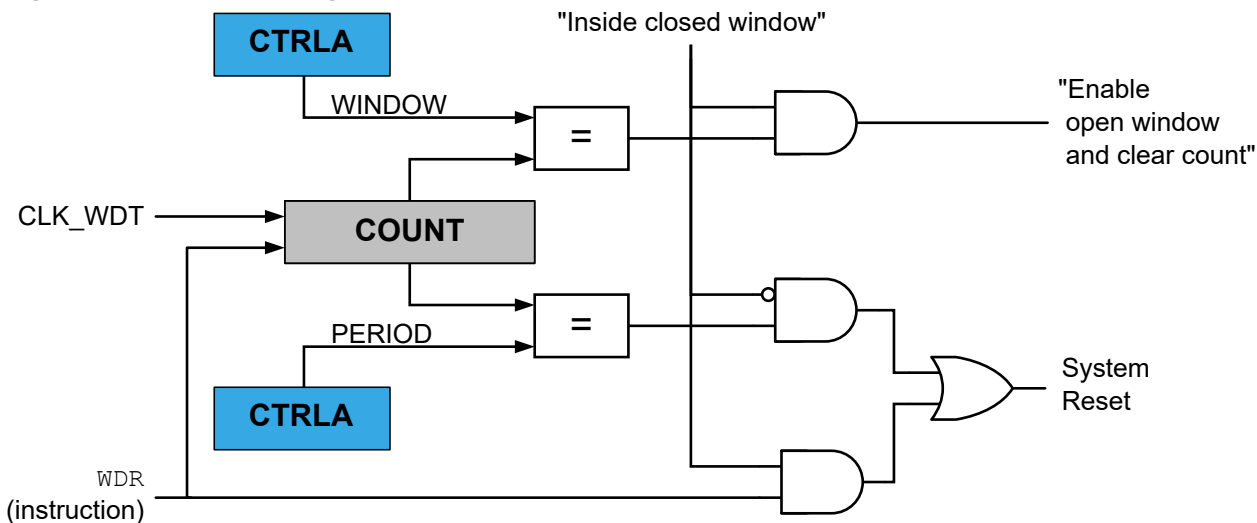 "Inside closed window"
CTRLA
WINDOW
=
"Enable
open window
and clear count"
CLK_WDT
COUNT
PERIOD
=
CTRLA
System
Reset
WDR
(instruction)